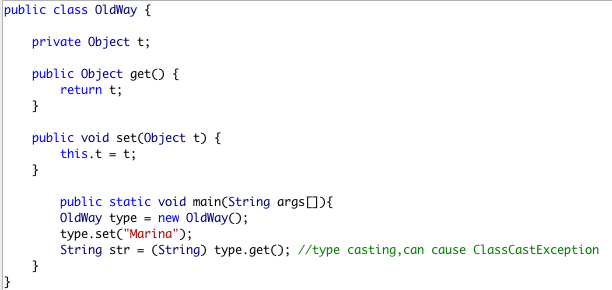 public class OldWay {
private Object t;
public Object get() {
return t;
}
public void set(Object t) {
this.t = t;
}
public static void main(String args[]){
OldWay type = new OldWay();
type.set("Marina");
String str = (String) type.get(); //type casting,can cause ClassCastException
}
}